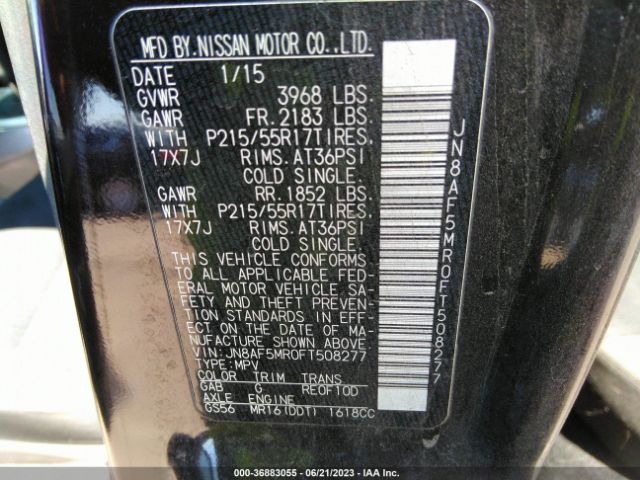 MFD BY.NISSAN MOTOR CO.,LTD.
DATE 1/15
GVWR 3968 LBS.
GAWR FR.2183 LBS.
WITH P215/55R17TIRES.
17X7J RIMS.AT36PSI
COLD SINGLE.
GAWR RR.1852 LBS.
WITH P215/55R17TIRES.
17X7J RIMS.AT36PSI
COLD SINGLE.
THIS VEHICLE CONFORMS
TO ALL APPLICABLE FED-
ERAL MOTOR VEHICLE SA-
FETY AND THEFT PREVEN-
TION STANDARDS IN EFF-
ECT ON THE DATE OF MA-
NUFACTURE SHOWN ABOVE
VIN:JN8AF5MR0FT508277
TYPE:MPV
COLOR TRIM TRANS
GAB G RE0F10D
AXLE ENGINE
GS56 MR16(DDT) 1618CC
JN8AF5MR0FT508277
000-36883055 - 06/21/2023 - IAA Inc.